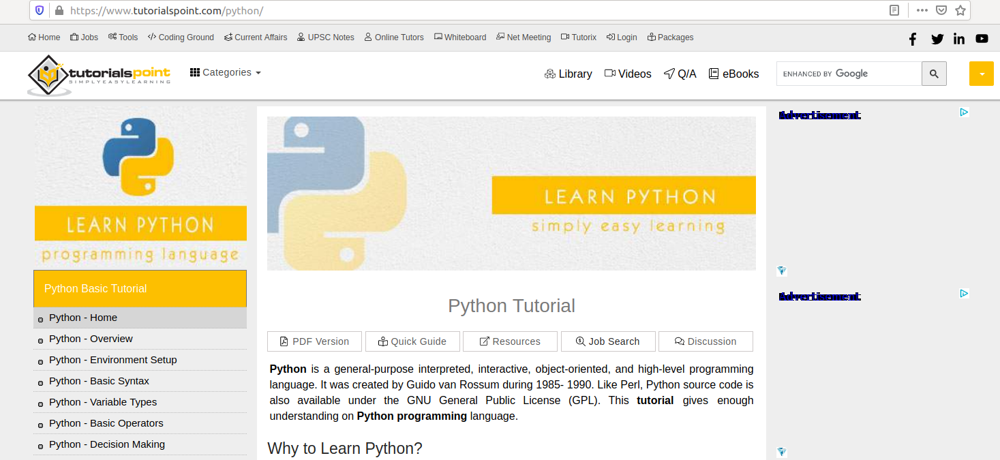 https://www.tutorialspoint.com/python/
Home Jobs Tools Coding Ground Current Affairs UPSC Notes Online Tutors Whiteboard Net Meeting Tutorix Login Packages
tutorialspoint
SIMPLYEASYLEARNING
Categories
Library Videos Q/A eBooks
ENHANCED BY Google
LEARN PYTHON
programming language
Python Basic Tutorial
Python - Home
Python - Overview
Python - Environment Setup
Python - Basic Syntax
Python - Variable Types
Python - Basic Operators
Python - Decision Making
LEARN PYTHON
simply easy learning
Python Tutorial
PDF Version Quick Guide Resources Job Search Discussion
Python is a general-purpose interpreted, interactive, object-oriented, and high-level programming
language. It was created by Guido van Rossum during 1985- 1990. Like Perl, Python source code is
also available under the GNU General Public License (GPL). This tutorial gives enough
understanding on Python programming language.
Why to Learn Python?
Advertisement
Advertisement